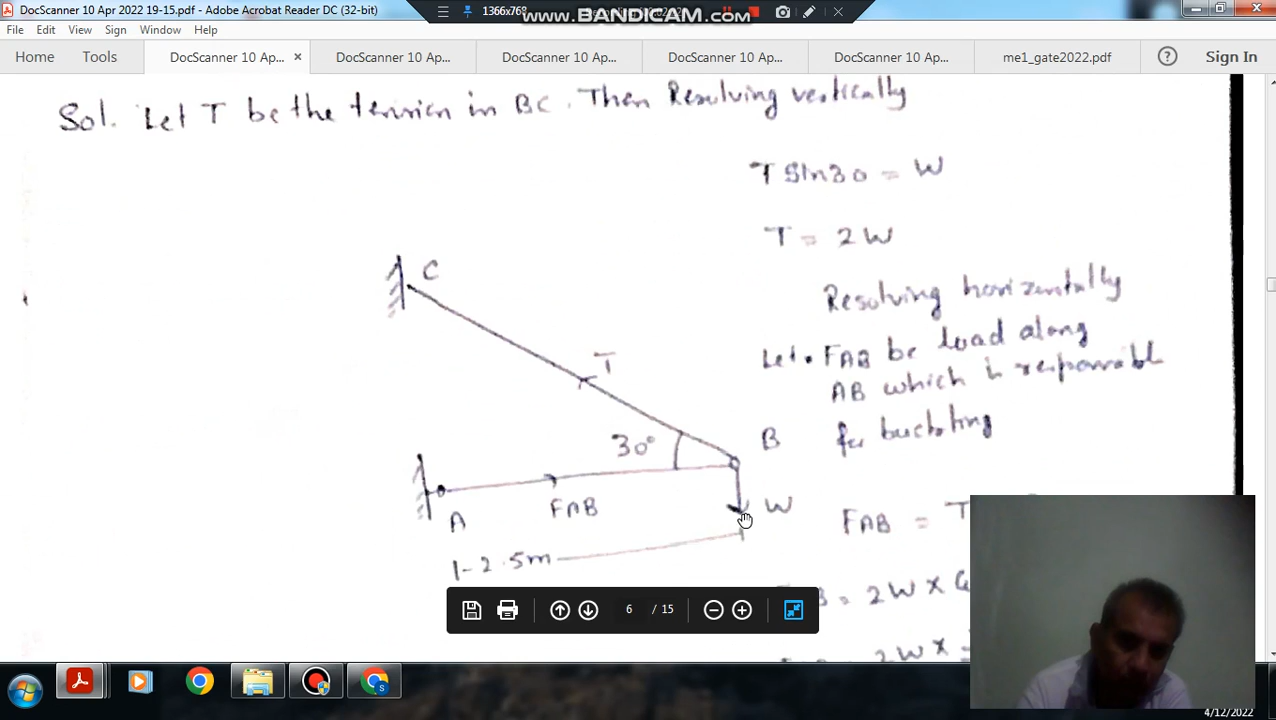 DocScanner 10 Apr 2022 19-15.pdf - Adobe Acrobat Reader DC (32-bit)
1366x768
www.BANDICAM.com
File Edit View Sign Window Help
Home Tools DocScanner 10 Ap... × DocScanner 10 Ap... DocScanner 10 Ap... DocScanner 10 Ap... DocScanner 10 Ap... me1_gate2022.pdf Sign In
Sol. Let T be the tension in BC. Then Resolving vertically
T Sin30 = W
T = 2W
C
Resolving horizontally
T
Let. FAB be load along
AB which is responsible
30°
B
for buckling
A
FAB
W
FAB = T
2.5m
B = 2W ×
6 / 15
2W ×
4/12/2022